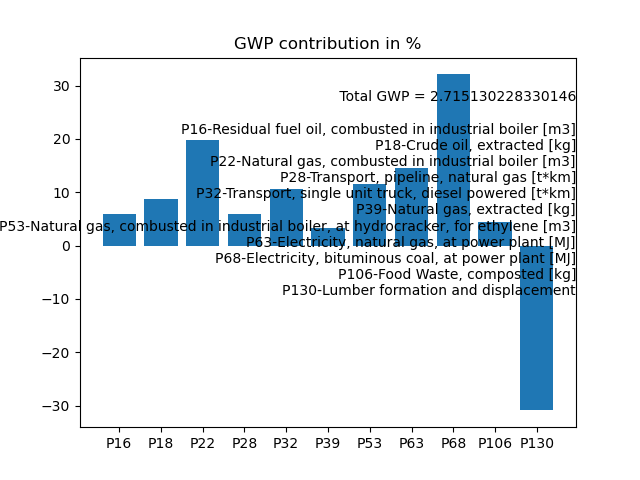 GWP contribution in %
30
20
10
0
−10
−20
−30
Total GWP = 2.715130228330146
P16-Residual fuel oil, combusted in industrial boiler [m3]
P18-Crude oil, extracted [kg]
P22-Natural gas, combusted in industrial boiler [m3]
P28-Transport, pipeline, natural gas [t*km]
P32-Transport, single unit truck, diesel powered [t*km]
P39-Natural gas, extracted [kg]
P53-Natural gas, combusted in industrial boiler, at hydrocracker, for ethylene [m3]
P63-Electricity, natural gas, at power plant [MJ]
P68-Electricity, bituminous coal, at power plant [MJ]
P106-Food Waste, composted [kg]
P130-Lumber formation and displacement
P16 P18 P22 P28 P32 P39 P53 P63 P68 P106 P130